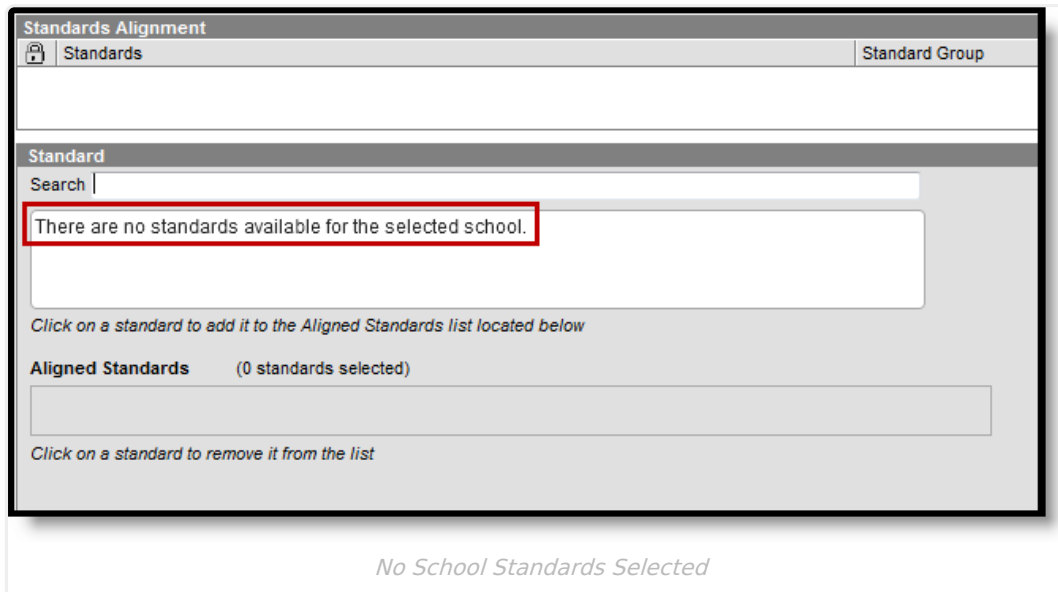 Standards Alignment
Standards Standard Group
Standard
Search
There are no standards available for the selected school.
Click on a standard to add it to the Aligned Standards list located below
Aligned Standards (0 standards selected)
Click on a standard to remove it from the list
No School Standards Selected